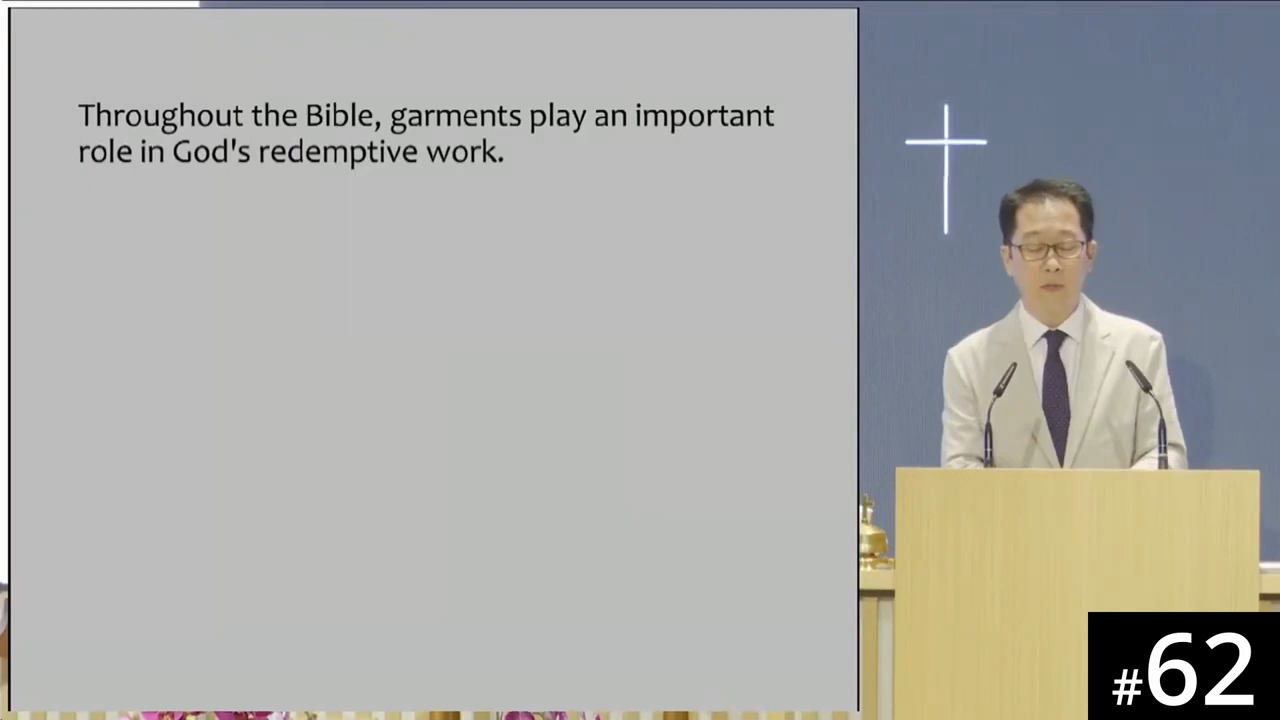 Throughout the Bible, garments play an important
role in God's redemptive work.
#62